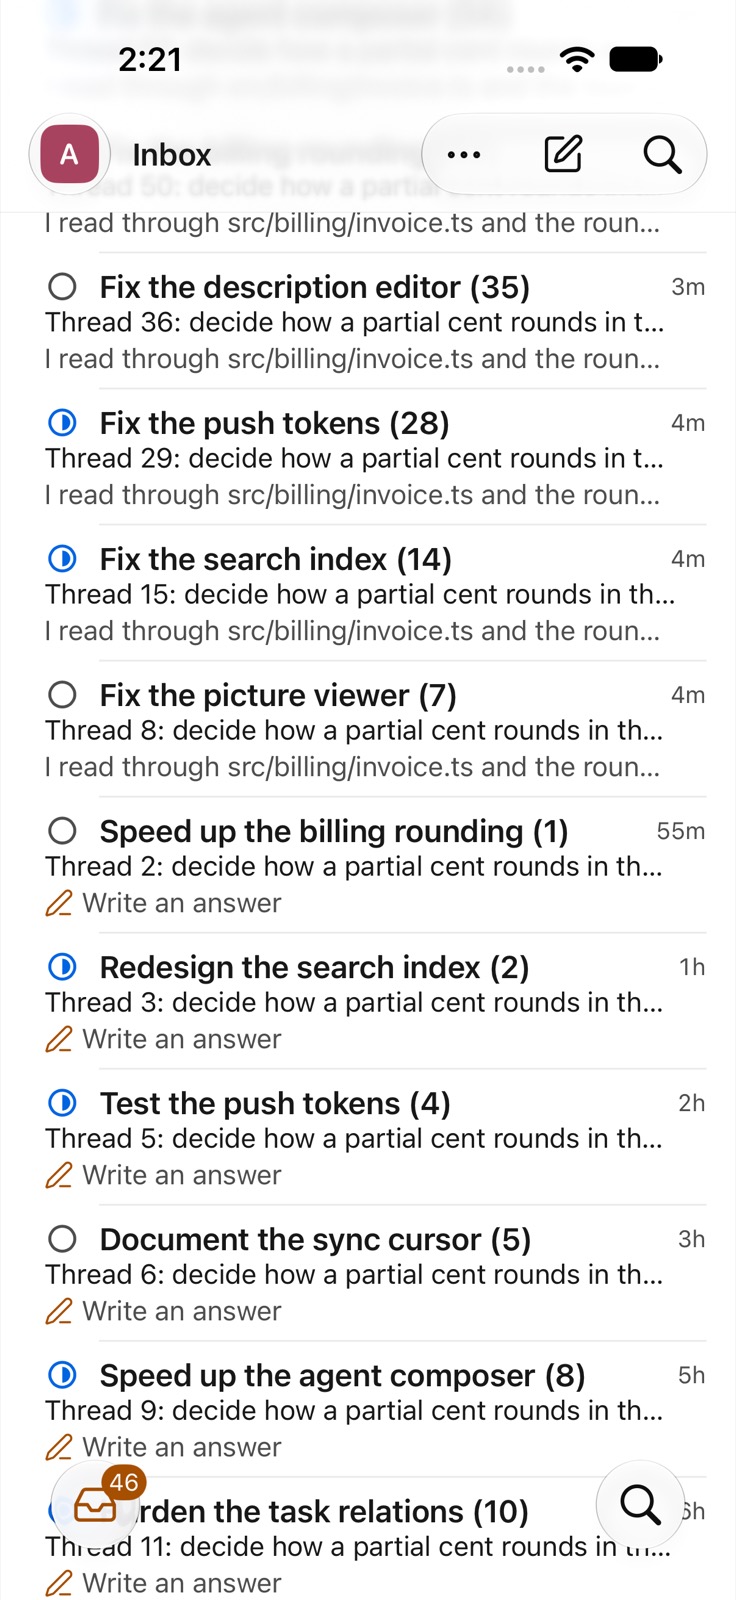 2:21
A
Inbox
I read through src/billing/invoice.ts and the roun...
Fix the description editor (35)
3m
Thread 36: decide how a partial cent rounds in t...
I read through src/billing/invoice.ts and the roun...
Fix the push tokens (28)
4m
Thread 29: decide how a partial cent rounds in t...
I read through src/billing/invoice.ts and the roun...
Fix the search index (14)
4m
Thread 15: decide how a partial cent rounds in th...
I read through src/billing/invoice.ts and the roun...
Fix the picture viewer (7)
4m
Thread 8: decide how a partial cent rounds in th...
I read through src/billing/invoice.ts and the roun...
Speed up the billing rounding (1)
55m
Thread 2: decide how a partial cent rounds in th...
Write an answer
Redesign the search index (2)
1h
Thread 3: decide how a partial cent rounds in th...
Write an answer
Test the push tokens (4)
2h
Thread 5: decide how a partial cent rounds in th...
Write an answer
Document the sync cursor (5)
3h
Thread 6: decide how a partial cent rounds in th...
Write an answer
Speed up the agent composer (8)
5h
Thread 9: decide how a partial cent rounds in th...
Write an answer
46
the task relations (10)
Thread 11: decide how a partial cent rounds in
Write an answer